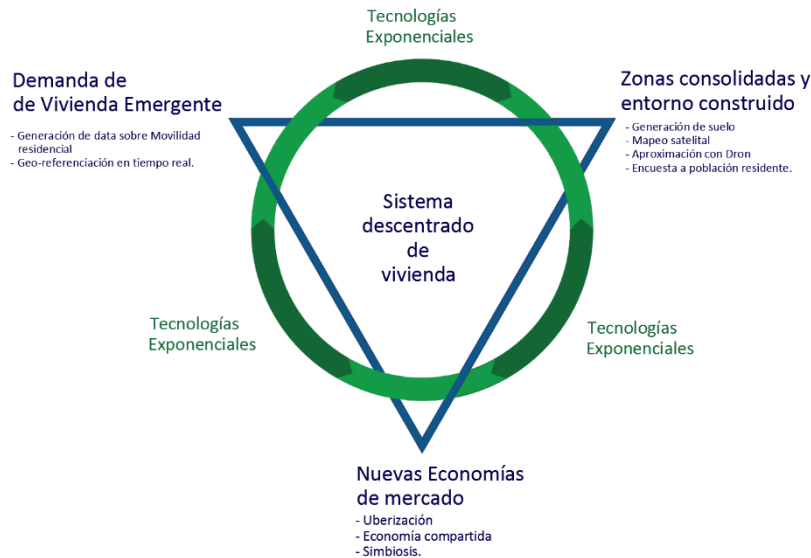 Tecnologías
Exponenciales
Demanda de
de Vivienda Emergente
- Generación de data sobre Movilidad
residencial
- Geo-referenciación en tiempo real.
Zonas consolidadas y
entorno construido
- Generación de suelo
- Mapeo satelital
- Aproximación con Dron
- Encuesta a población residente.
Sistema
descentrado
de
vivienda
Tecnologías
Exponenciales
Tecnologías
Exponenciales
Nuevas Economías
de mercado
- Uberización
- Economía compartida
- Simbiosis.